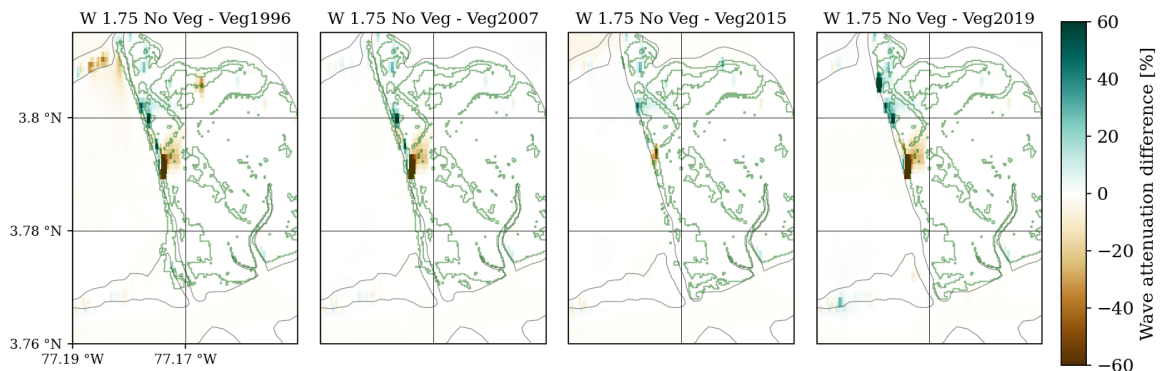 W 1.75 No Veg - Veg1996
W 1.75 No Veg - Veg2007
W 1.75 No Veg - Veg2015
W 1.75 No Veg - Veg2019
3.8 °N
3.78 °N
3.76 °N
77.19 °W
77.17 °W
60
40
20
0
−20
−40
−60
Wave attenuation difference [%]